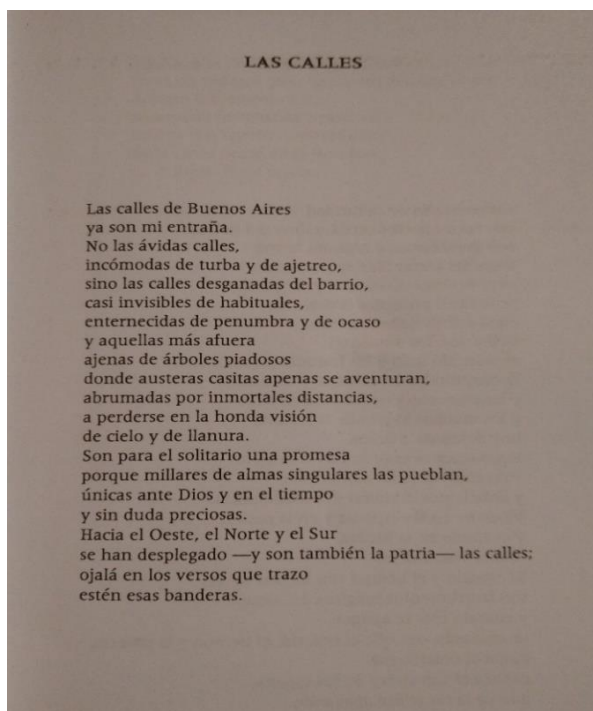 LAS CALLES
Las calles de Buenos Aires
ya son mi entraña.
No las ávidas calles,
incómodas de turba y de ajetreo,
sino las calles desganadas del barrio,
casi invisibles de habituales,
enternecidas de penumbra y de ocaso
y aquellas más afuera
ajenas de árboles piadosos
donde austeras casitas apenas se aventuran,
abrumadas por inmortales distancias,
a perderse en la honda visión
de cielo y de llanura.
Son para el solitario una promesa
porque millares de almas singulares las pueblan,
únicas ante Dios y en el tiempo
y sin duda preciosas.
Hacia el Oeste, el Norte y el Sur
se han desplegado —y son también la patria— las calles:
ojalá en los versos que trazo
estén esas banderas.